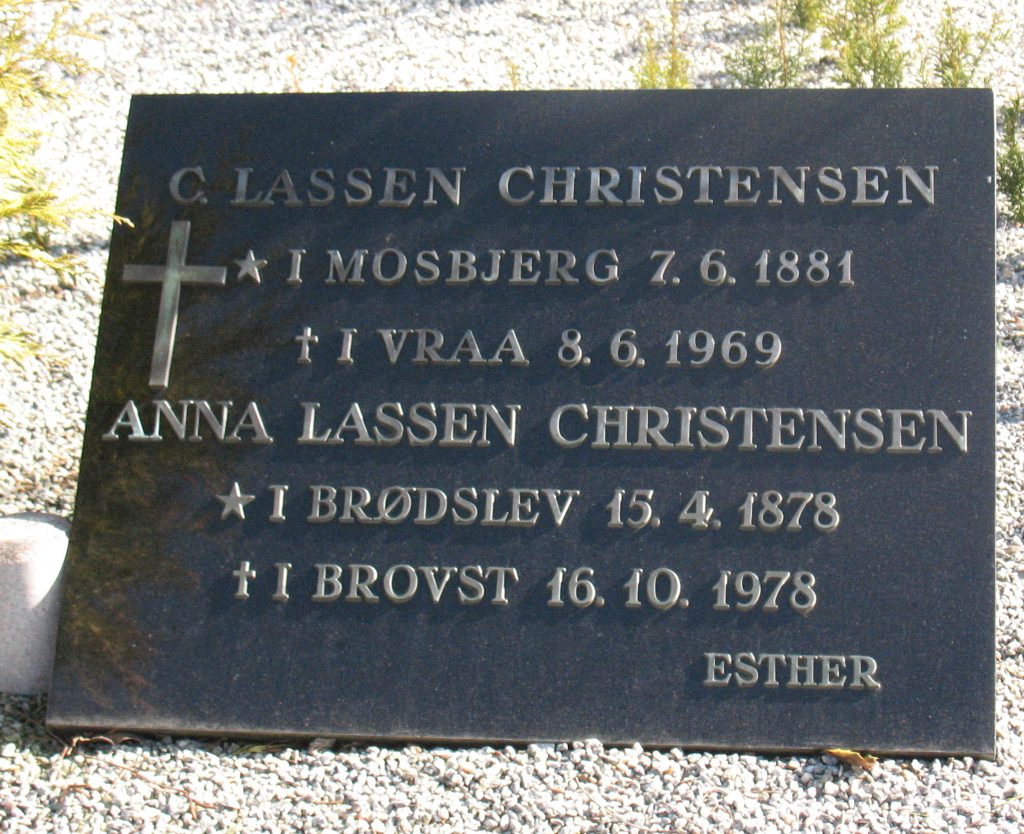 C. LASSEN CHRISTENSEN
★ I MOSBJERG 7. 6. 1881
✝ I VRAA 8. 6. 1969
ANNA LASSEN CHRISTENSEN
★ I BRØDSLEV 15. 4. 1878
✝ I BROVST 16. 10. 1978
ESTHER